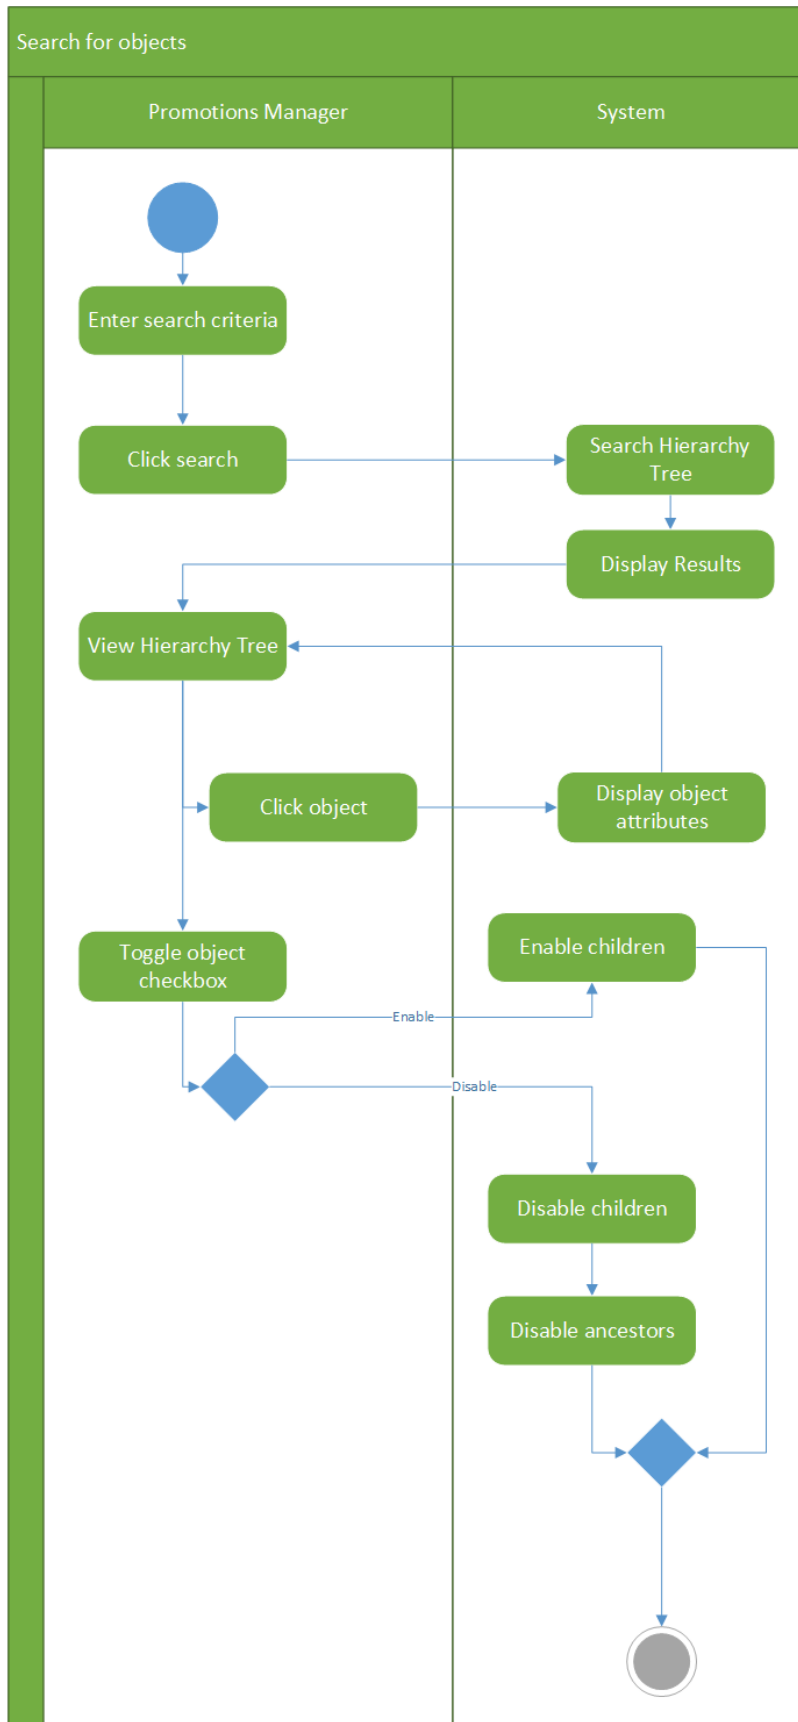 Search for objects
Promotions Manager
System
Enter search criteria
Click search
Search Hierarchy
Tree
Display Results
View Hierarchy Tree
Click object
Display object
attributes
Toggle object
checkbox
Enable children
Enable
Disable
Disable children
Disable ancestors